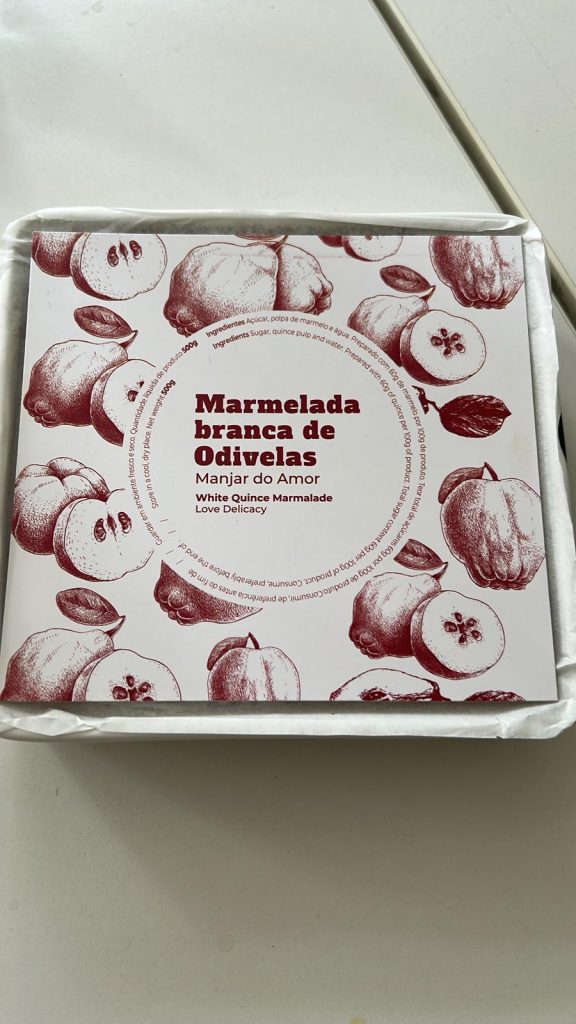 Ingredientes Açúcar, polpa de marmelo e água. Preparado com 60g de marmelo por 100g de produto. Teor total de açúcares 60g por 100g de produto.Consumir, de preferência antes do fim de
Guardar em ambiente fresco e seco. Quantidade líquida de produto 500g
Ingredients Sugar, quince pulp and water. Prepared with 60g of quince per 100g of product. Total sugar content 60g per 100g of product. Consume, preferably before the end of
Store in a cool, dry place. Net weight 500g
Marmelada
branca de
Odivelas
Manjar do Amor
White Quince Marmalade
Love Delicacy